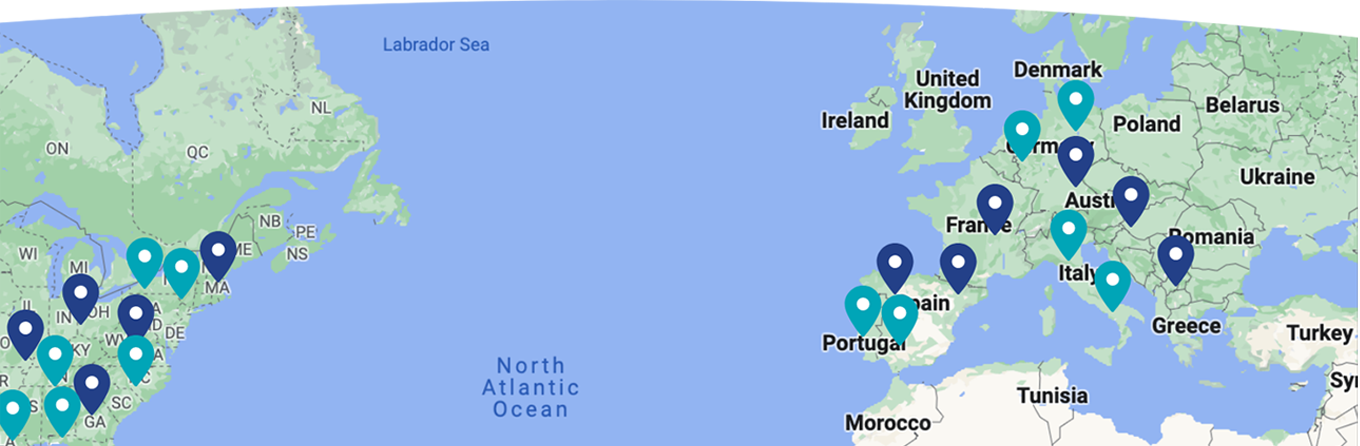 Labrador Sea
NL
ON
QC
NB
PE
NS
ME
WI
MI
MA
IL
IN
OH
DE
KY
WV
SC
GA
North
Atlantic
Ocean
Denmark
United
Kingdom
Ireland
Poland
Belarus
Germany
Ukraine
Austria
France
Romania
Italy
Spain
Portugal
Greece
Turkey
Tunisia
Morocco